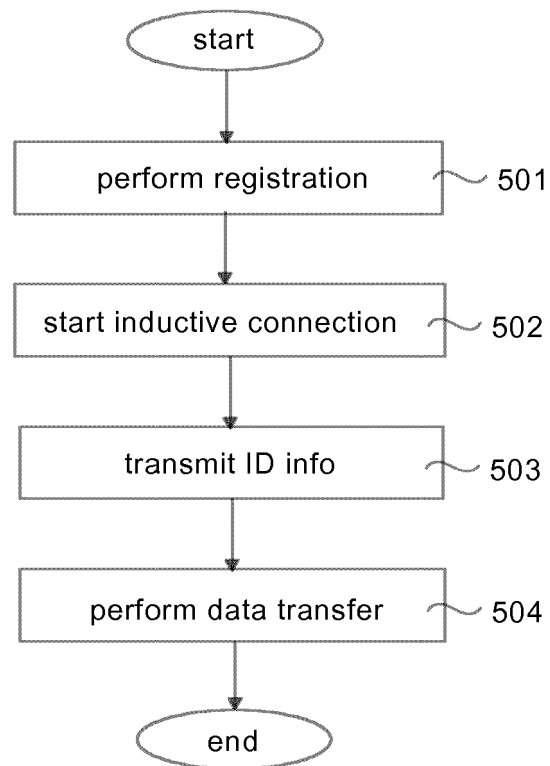 start
perform registration 501
start inductive connection 502
transmit ID info 503
perform data transfer 504
end